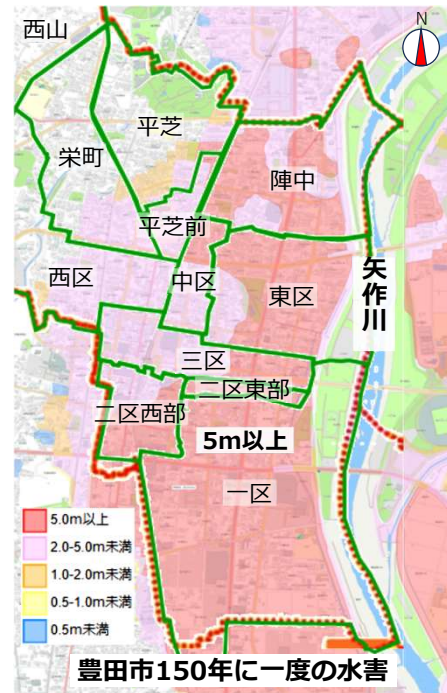 西山
N
平芝
栄町
陣中
平芝前
西区
中区
東区
矢作川
三区
二区東部
二区西部
5m以上
一区
5.0m以上
2.0-5.0m未満
1.0-2.0m未満
0.5-1.0m未満
0.5m未満
豊田市150年に一度の水害